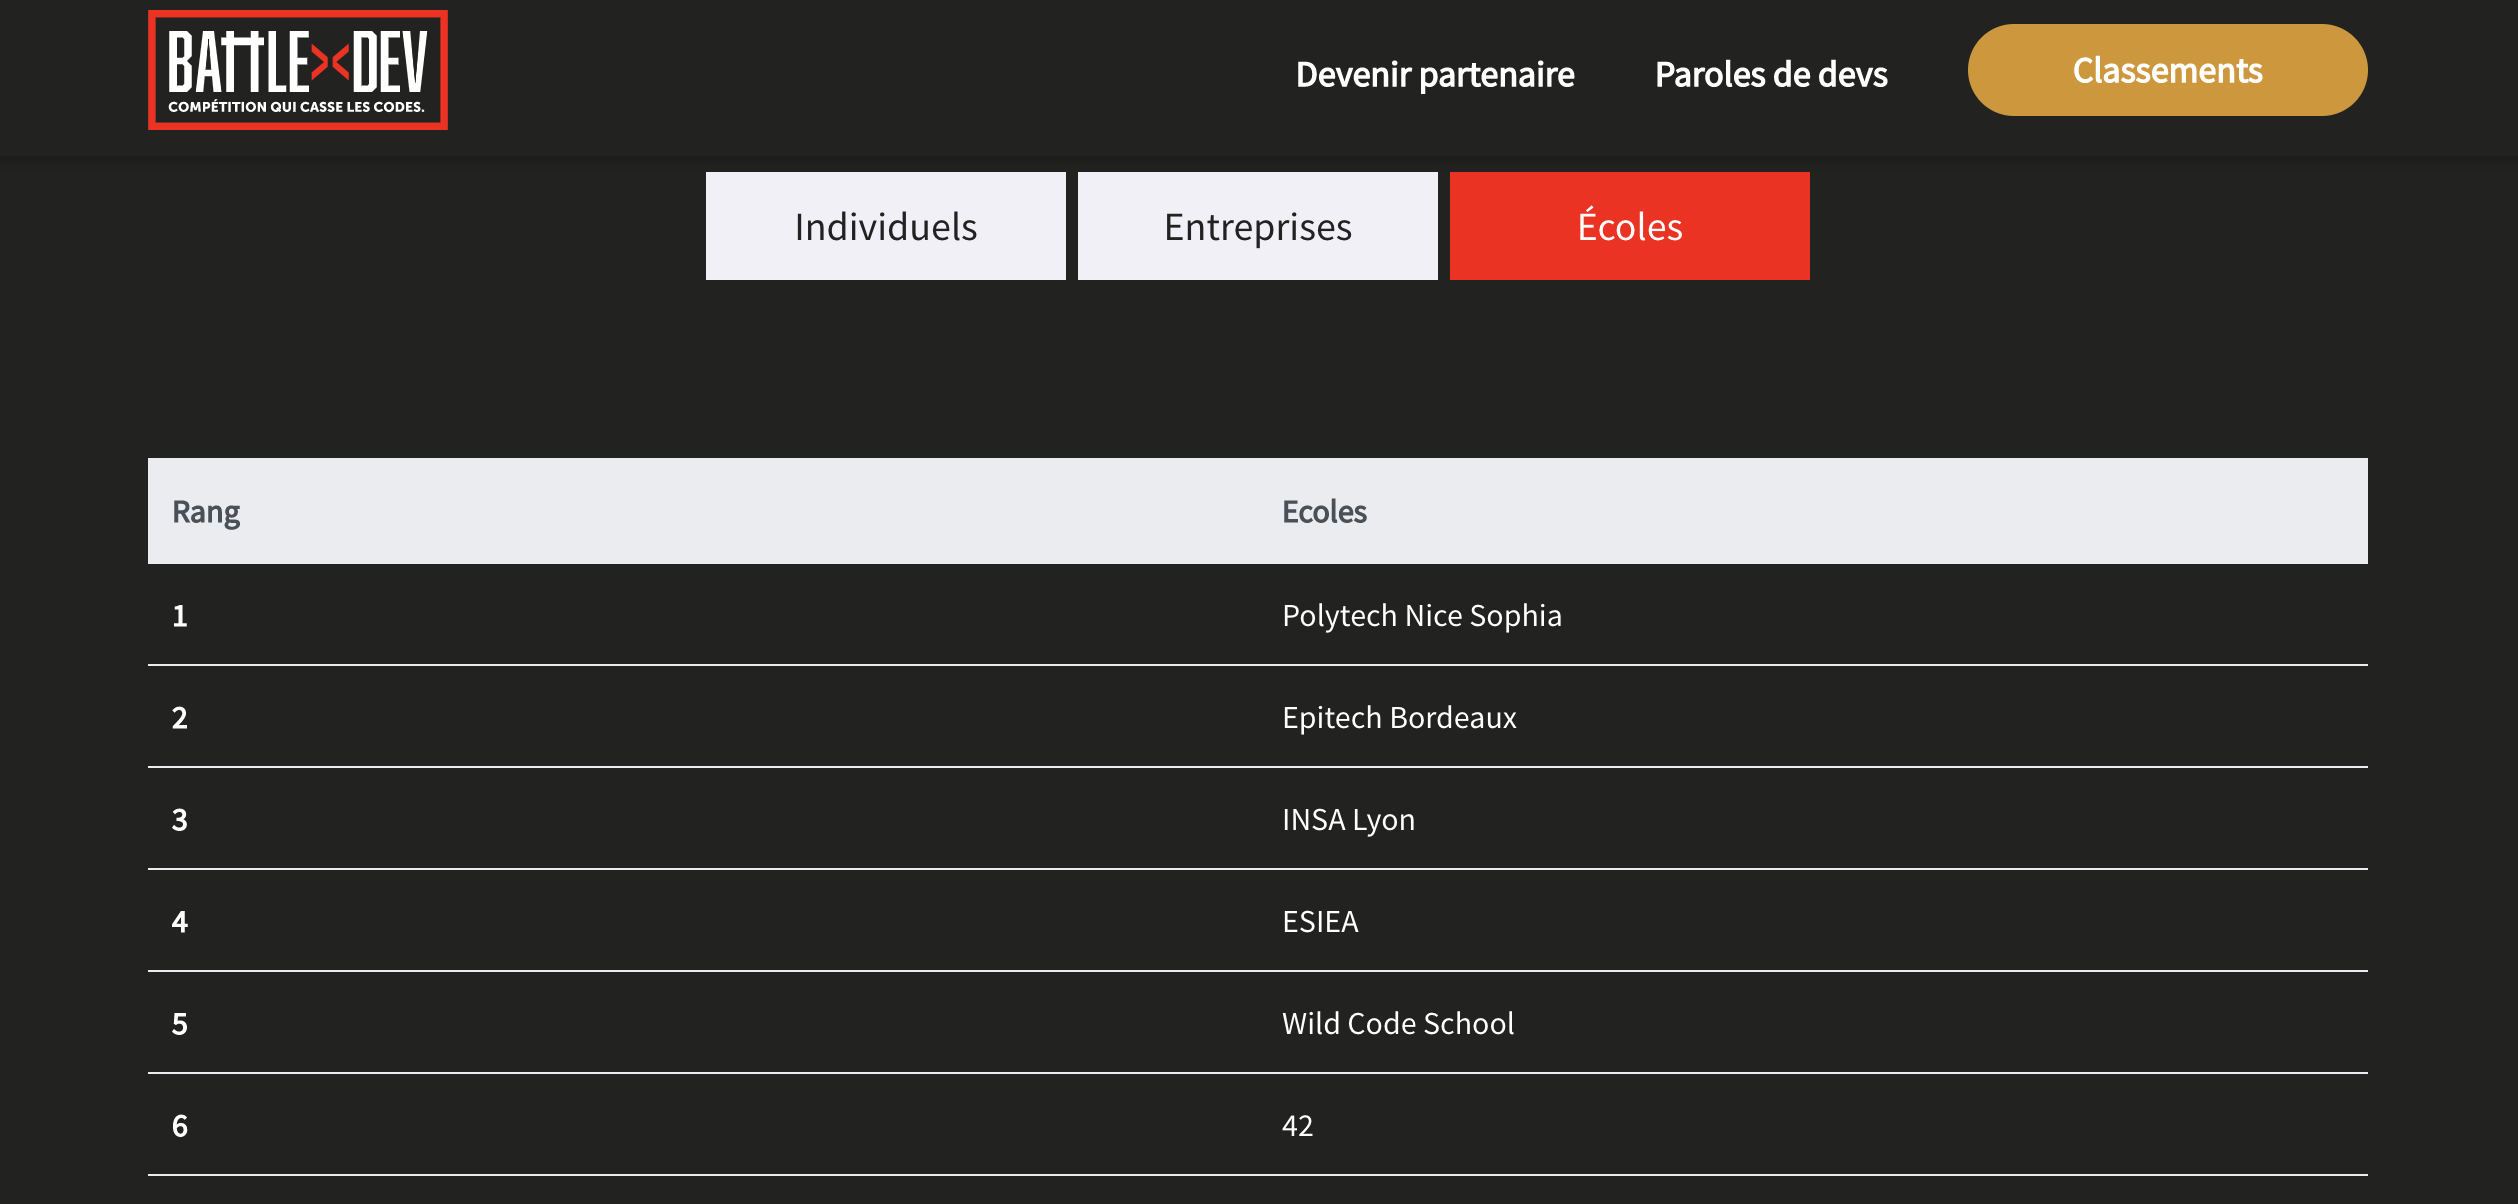 BATTLE><DEV
COMPÉTITION QUI CASSE LES CODES.
Devenir partenaire
Paroles de devs
Classements
Individuels
Entreprises
Écoles
Rang Ecoles
1 Polytech Nice Sophia
2 Epitech Bordeaux
3 INSA Lyon
4 ESIEA
5 Wild Code School
6 42